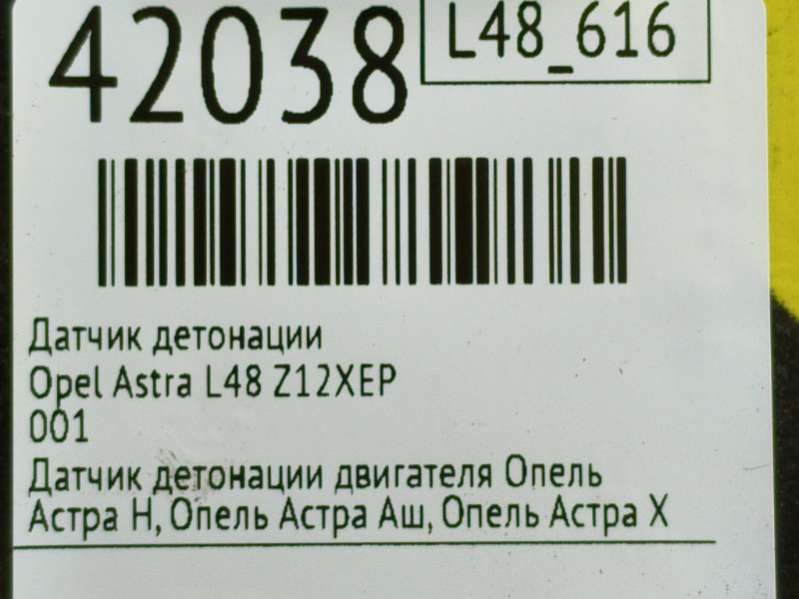 42038
L48_616
Датчик детонации
Opel Astra L48 Z12XEP
001
Датчик детонации двигателя Опель
Астра Н, Опель Астра Аш, Опель Астра Х